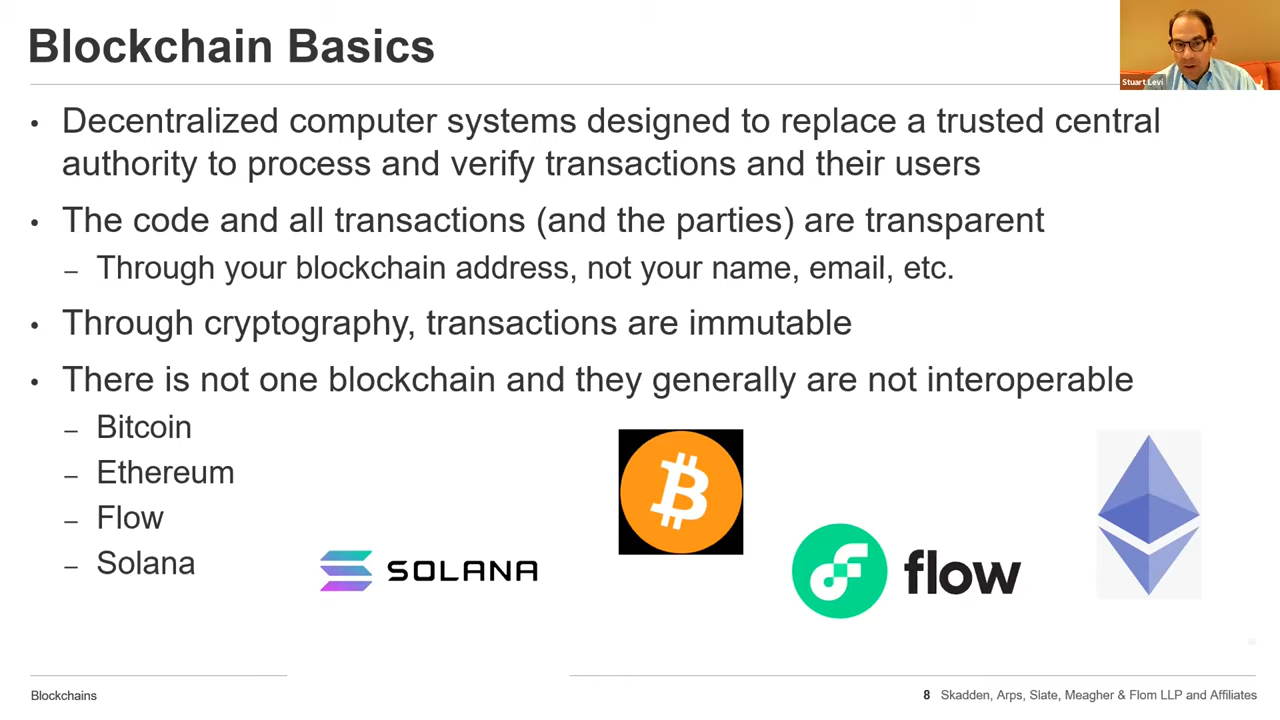 Blockchain Basics
Stuart Levi
• Decentralized computer systems designed to replace a trusted central
authority to process and verify transactions and their users
• The code and all transactions (and the parties) are transparent
– Through your blockchain address, not your name, email, etc.
• Through cryptography, transactions are immutable
• There is not one blockchain and they generally are not interoperable
– Bitcoin
– Ethereum
– Flow
– Solana
SOLANA
flow
Blockchains
8 Skadden, Arps, Slate, Meagher & Flom LLP and Affiliates